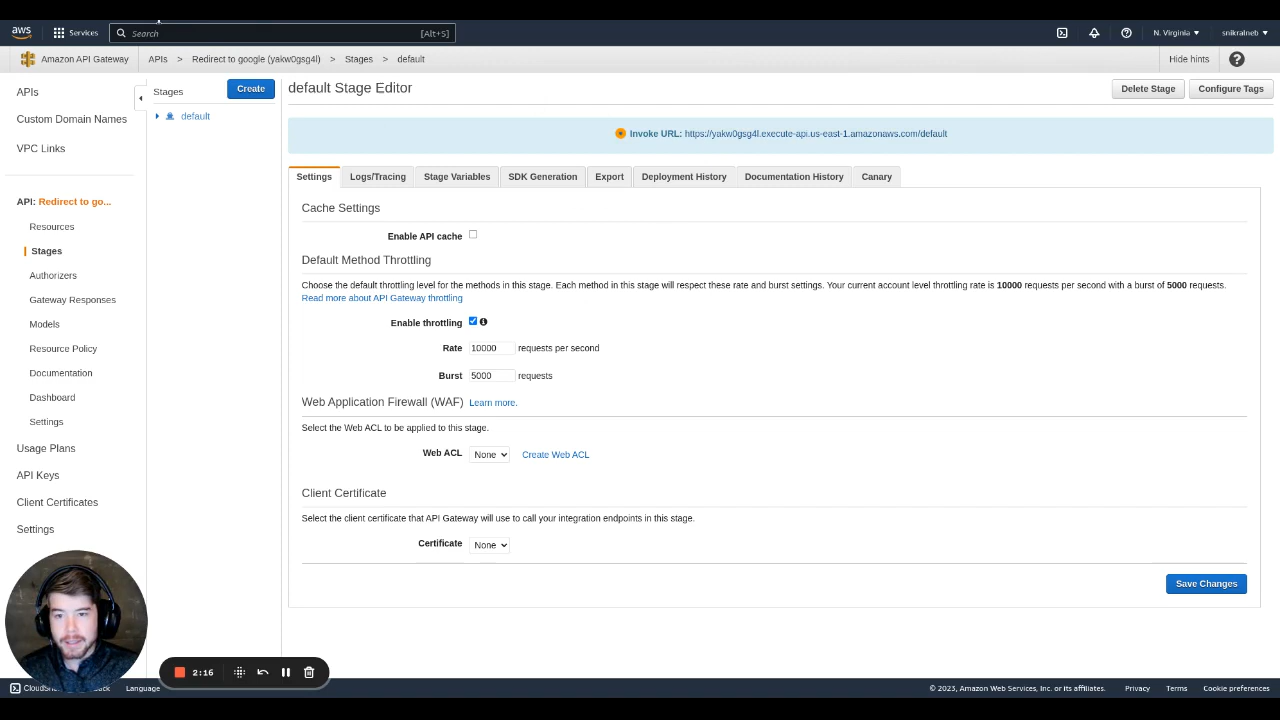 aws Services Search [Alt+S] N. Virginia snikralneb
Amazon API Gateway APIs > Redirect to google (yakw0gsg4l) > Stages > default Hide hints
APIs
Custom Domain Names
VPC Links
API: Redirect to go...
Resources
Stages
Authorizers
Gateway Responses
Models
Resource Policy
Documentation
Dashboard
Settings
Usage Plans
API Keys
Client Certificates
Settings
Stages Create
default
default Stage Editor Delete Stage Configure Tags
Invoke URL: https://yakw0gsg4l.execute-api.us-east-1.amazonaws.com/default
Settings Logs/Tracing Stage Variables SDK Generation Export Deployment History Documentation History Canary
Cache Settings
Enable API cache
Default Method Throttling
Choose the default throttling level for the methods in this stage. Each method in this stage will respect these rate and burst settings. Your current account level throttling rate is 10000 requests per second with a burst of 5000 requests.
Read more about API Gateway throttling
Enable throttling
Rate 10000 requests per second
Burst 5000 requests
Web Application Firewall (WAF) Learn more.
Select the Web ACL to be applied to this stage.
Web ACL None Create Web ACL
Client Certificate
Select the client certificate that API Gateway will use to call your integration endpoints in this stage.
Certificate None
Save Changes
2:16
Language © 2023, Amazon Web Services, Inc. or its affiliates. Privacy Terms Cookie preferences